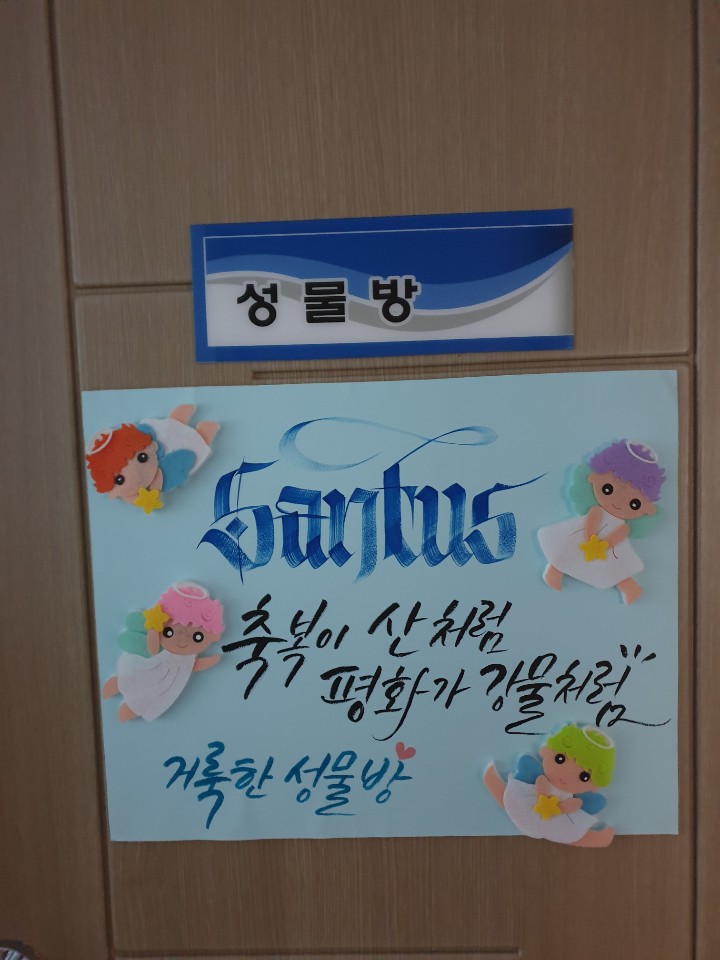 성물방
Santus
축복이 산처럼
평화가 강물처럼
거룩한 성물방